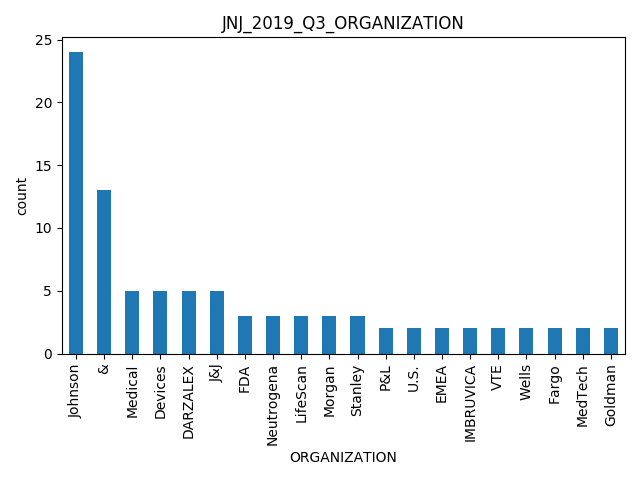 JNJ_2019_Q3_ORGANIZATION
25
20
15
10
5
0
count
Johnson
&
Medical
Devices
DARZALEX
J&J
FDA
Neutrogena
LifeScan
Morgan
Stanley
P&L
U.S.
EMEA
IMBRUVICA
VTE
Wells
Fargo
MedTech
Goldman
ORGANIZATION